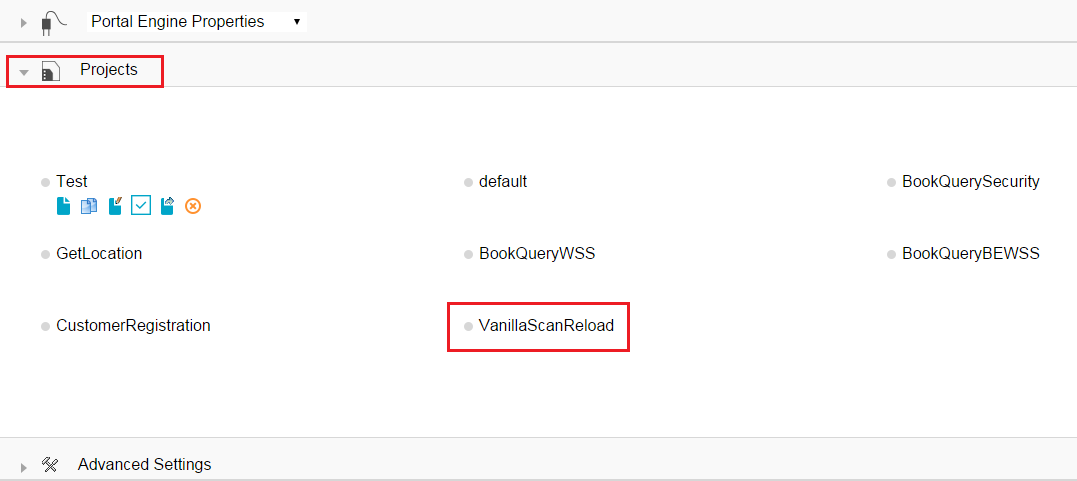 Portal Engine Properties
Projects
Test
default
BookQuerySecurity
GetLocation
BookQueryWSS
BookQueryBEWSS
CustomerRegistration
VanillaScanReload
Advanced Settings